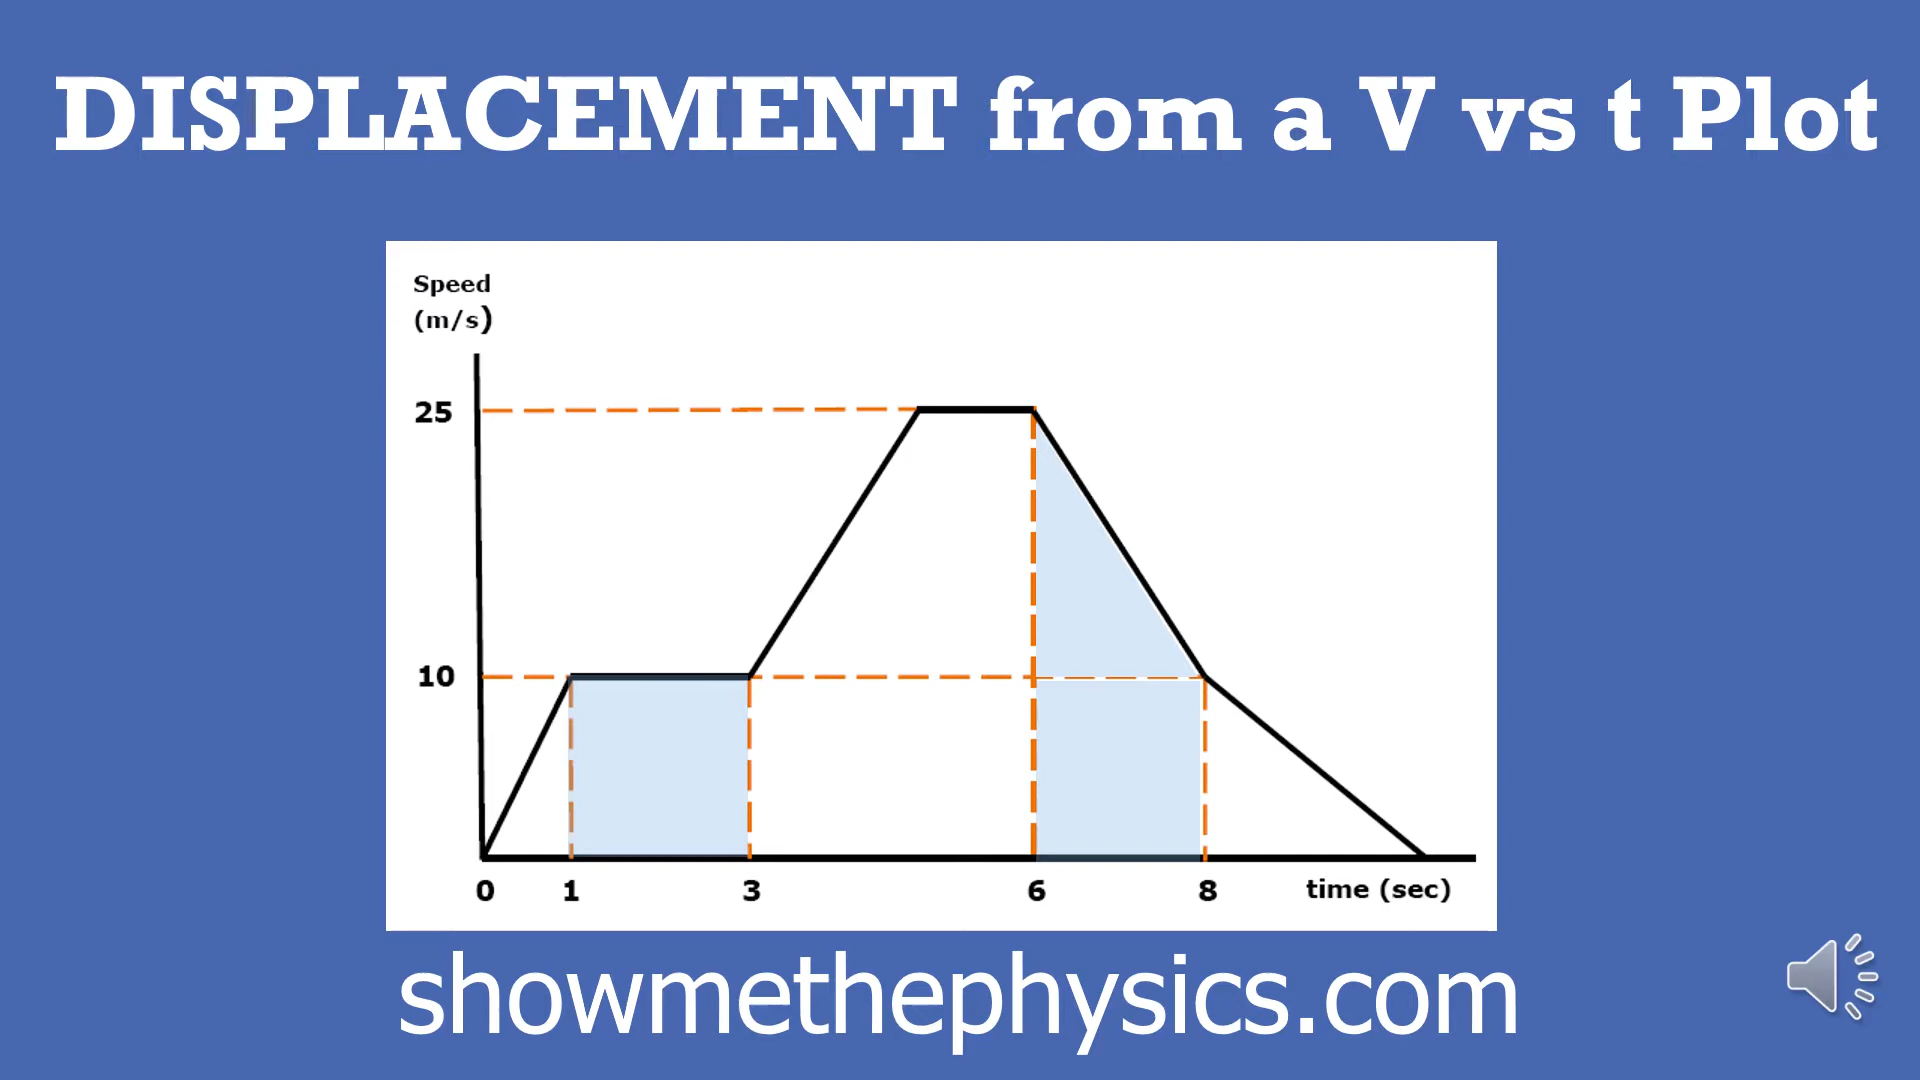 DISPLACEMENT from a V vs t Plot
Speed
(m/s)
25
10
0 1 3 6 8 time (sec)
showmethephysics.com